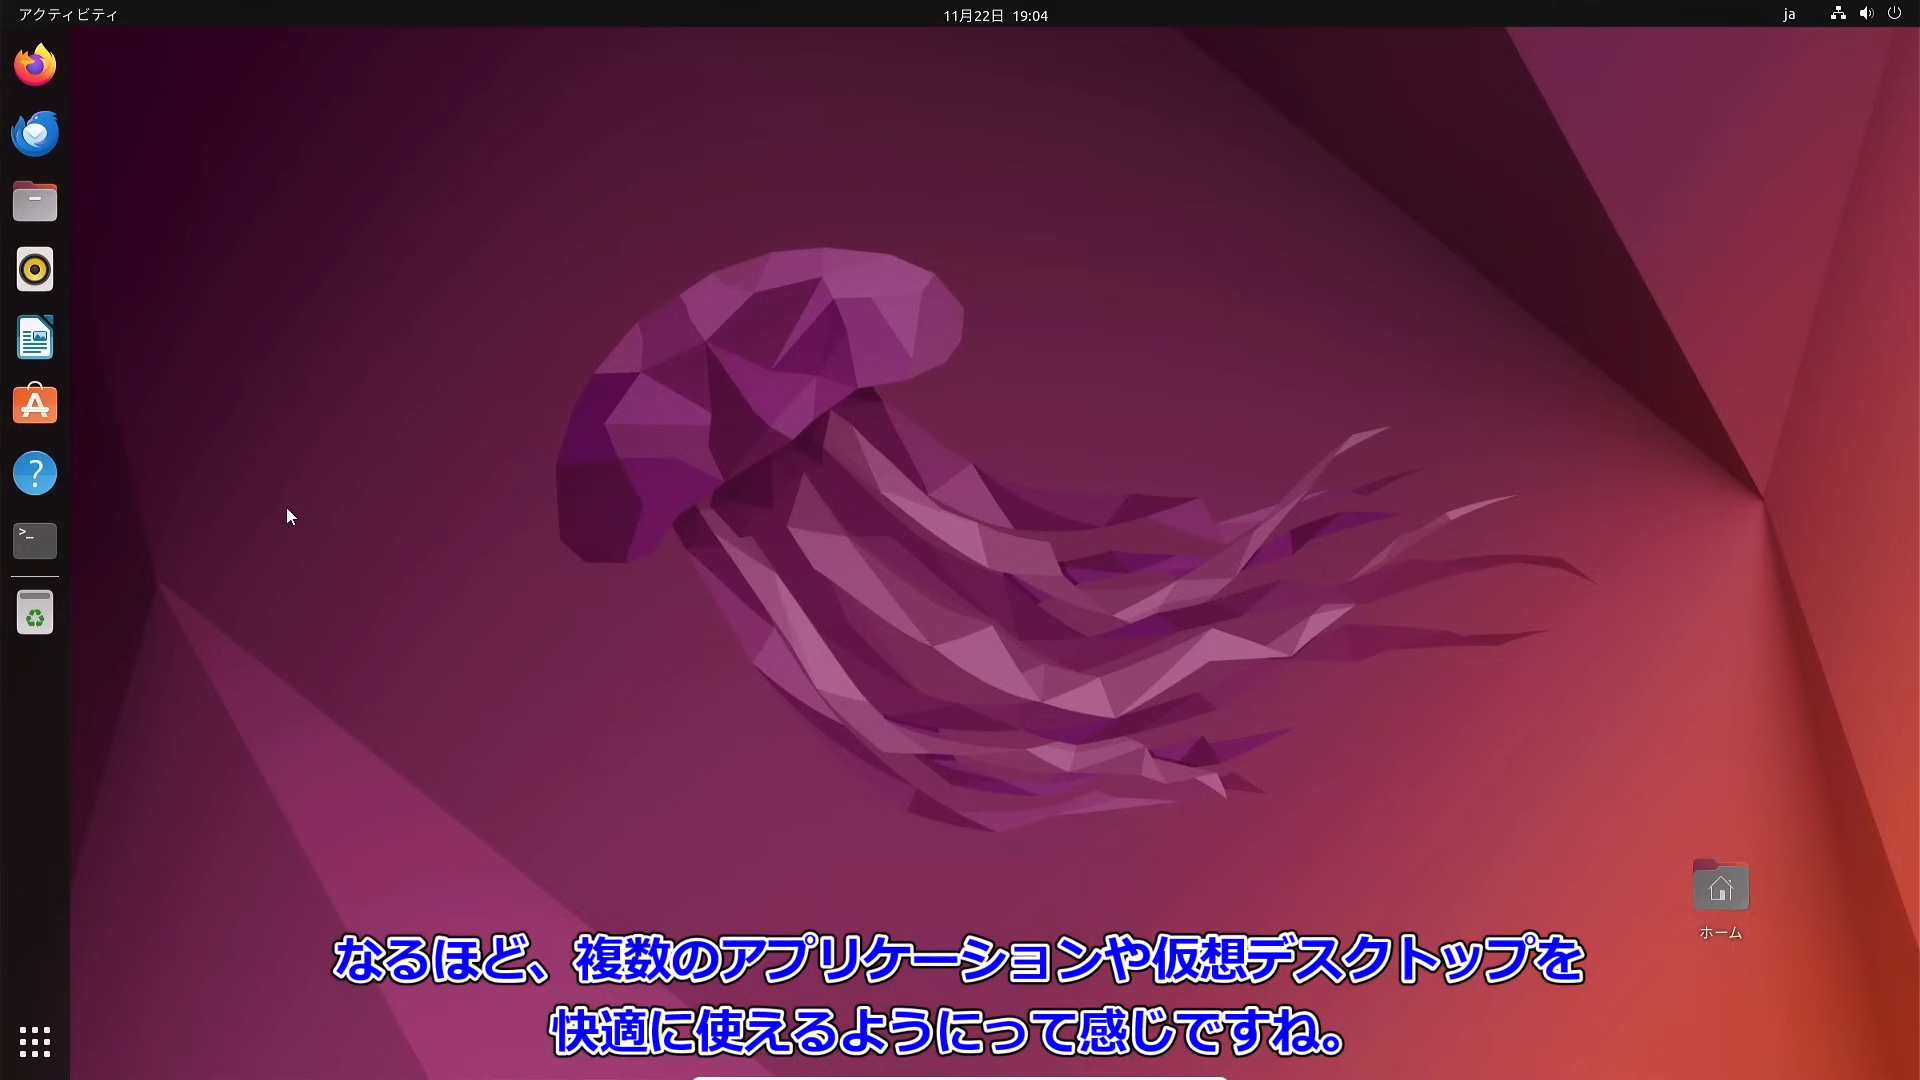 アクティビティ
11月22日 19:04
ja
ホーム
なるほど、複数のアプリケーションや仮想デスクトップを
快適に使えるようにって感じですね。